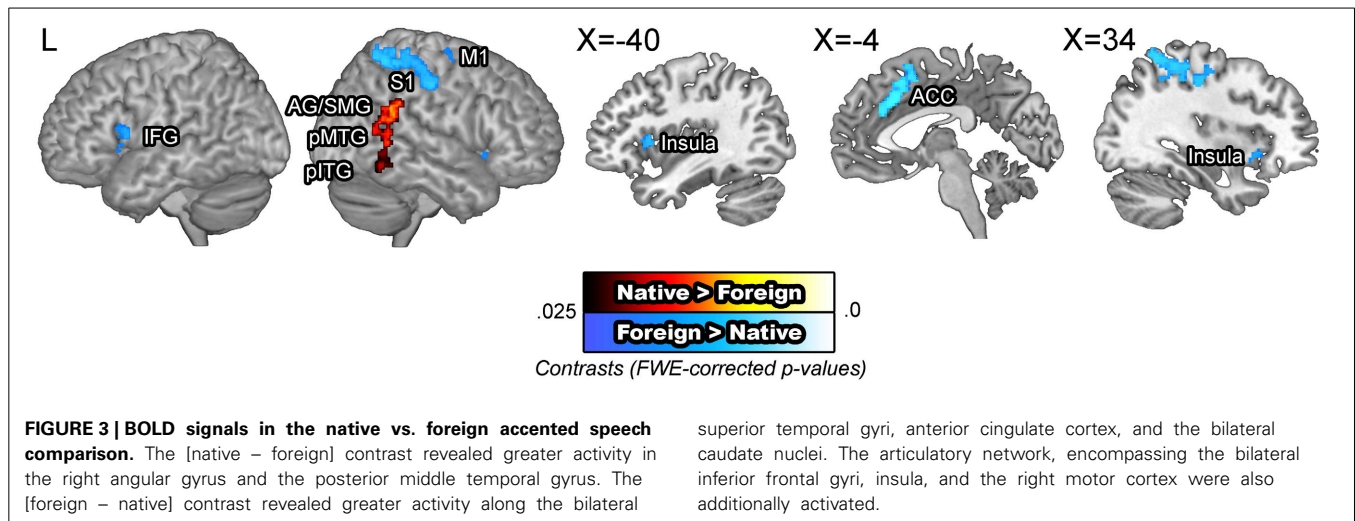 L
X=-40
X=-4
X=34
M1
S1
AG/SMG
IFG
pMTG
pITG
Insula
ACC
Insula
Native > Foreign
.025
.0
Foreign > Native
Contrasts (FWE-corrected p-values)
FIGURE 3 | BOLD signals in the native vs. foreign accented speech
comparison. The [native – foreign] contrast revealed greater activity in
the right angular gyrus and the posterior middle temporal gyrus. The
[foreign – native] contrast revealed greater activity along the bilateral
superior temporal gyri, anterior cingulate cortex, and the bilateral
caudate nuclei. The articulatory network, encompassing the bilateral
inferior frontal gyri, insula, and the right motor cortex were also
additionally activated.